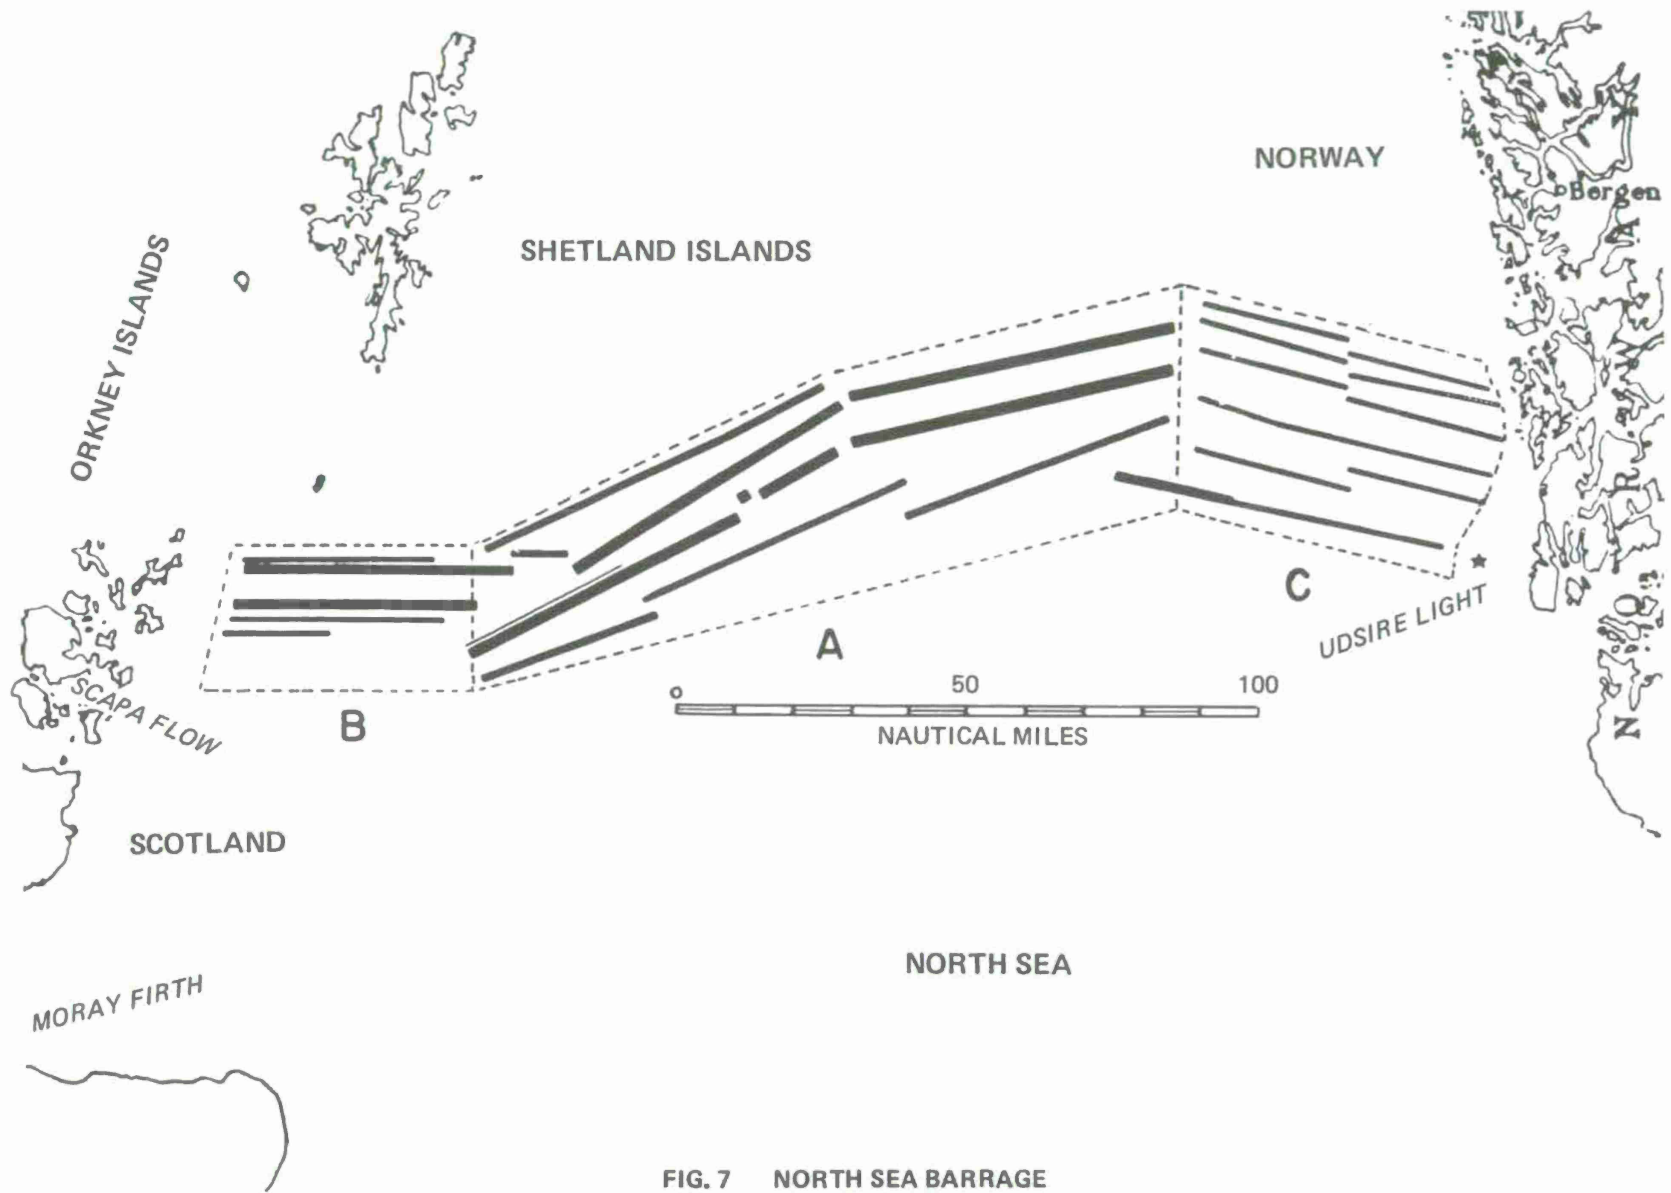 NORWAY
Bergen
SHETLAND ISLANDS
ORKNEY ISLANDS
NORWAY
UDSIRE LIGHT
A
B
C
SCAPA FLOW
0 50 100
NAUTICAL MILES
SCOTLAND
NORTH SEA
MORAY FIRTH
FIG. 7 NORTH SEA BARRAGE